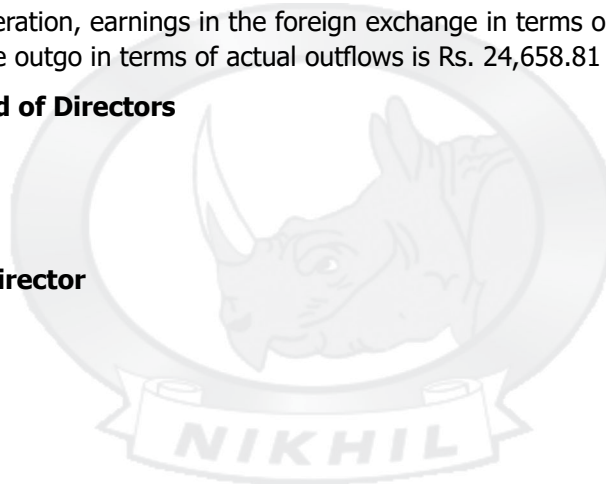 eration, earnings in the foreign exchange in terms o
e outgo in terms of actual outflows is Rs. 24,658.81
d of Directors
irector
NIKHIL